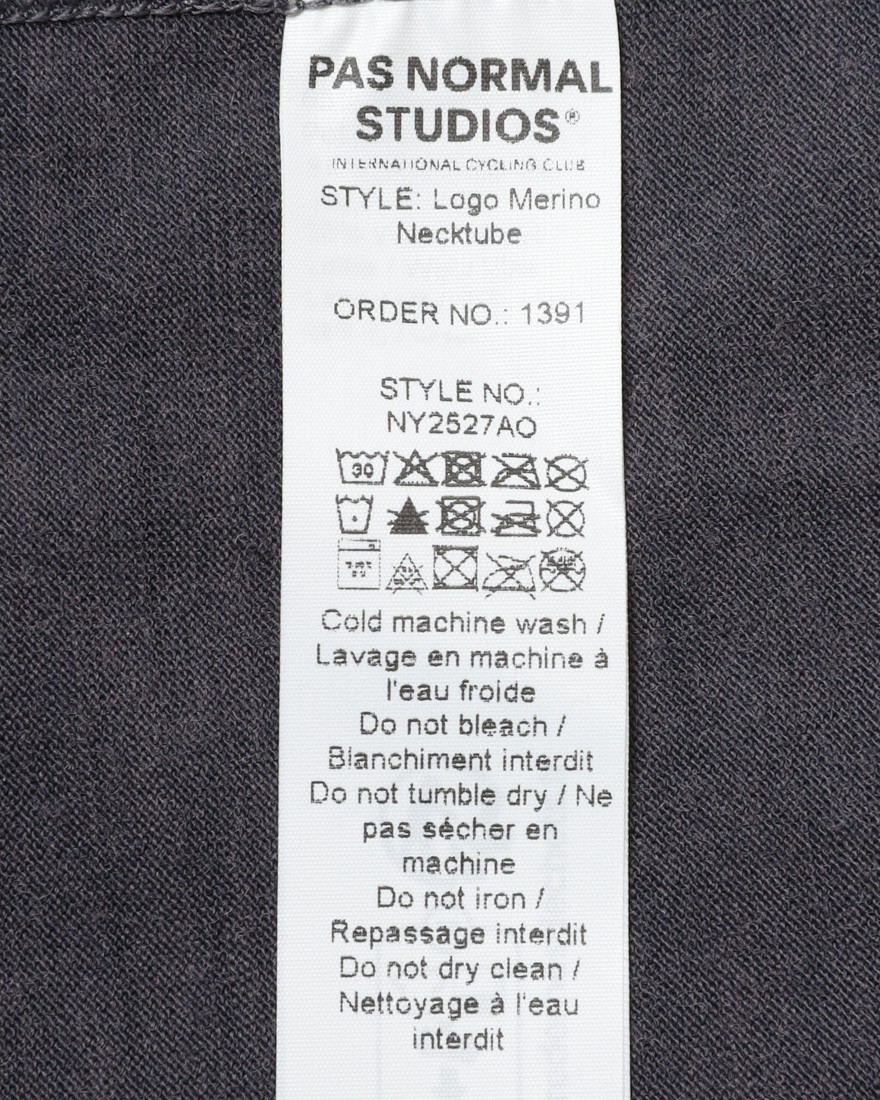 PAS NORMAL
STUDIOS®
INTERNATIONAL CYCLING CLUB
STYLE: Logo Merino
Necktube
ORDER NO.: 1391
STYLE NO.:
NY2527AO
30
Cold machine wash /
Lavage en machine à
l'eau froide
Do not bleach /
Blanchiment interdit
Do not tumble dry / Ne
pas sécher en
machine
Do not iron /
Repassage interdit
Do not dry clean /
Nettoyage à l'eau
interdit